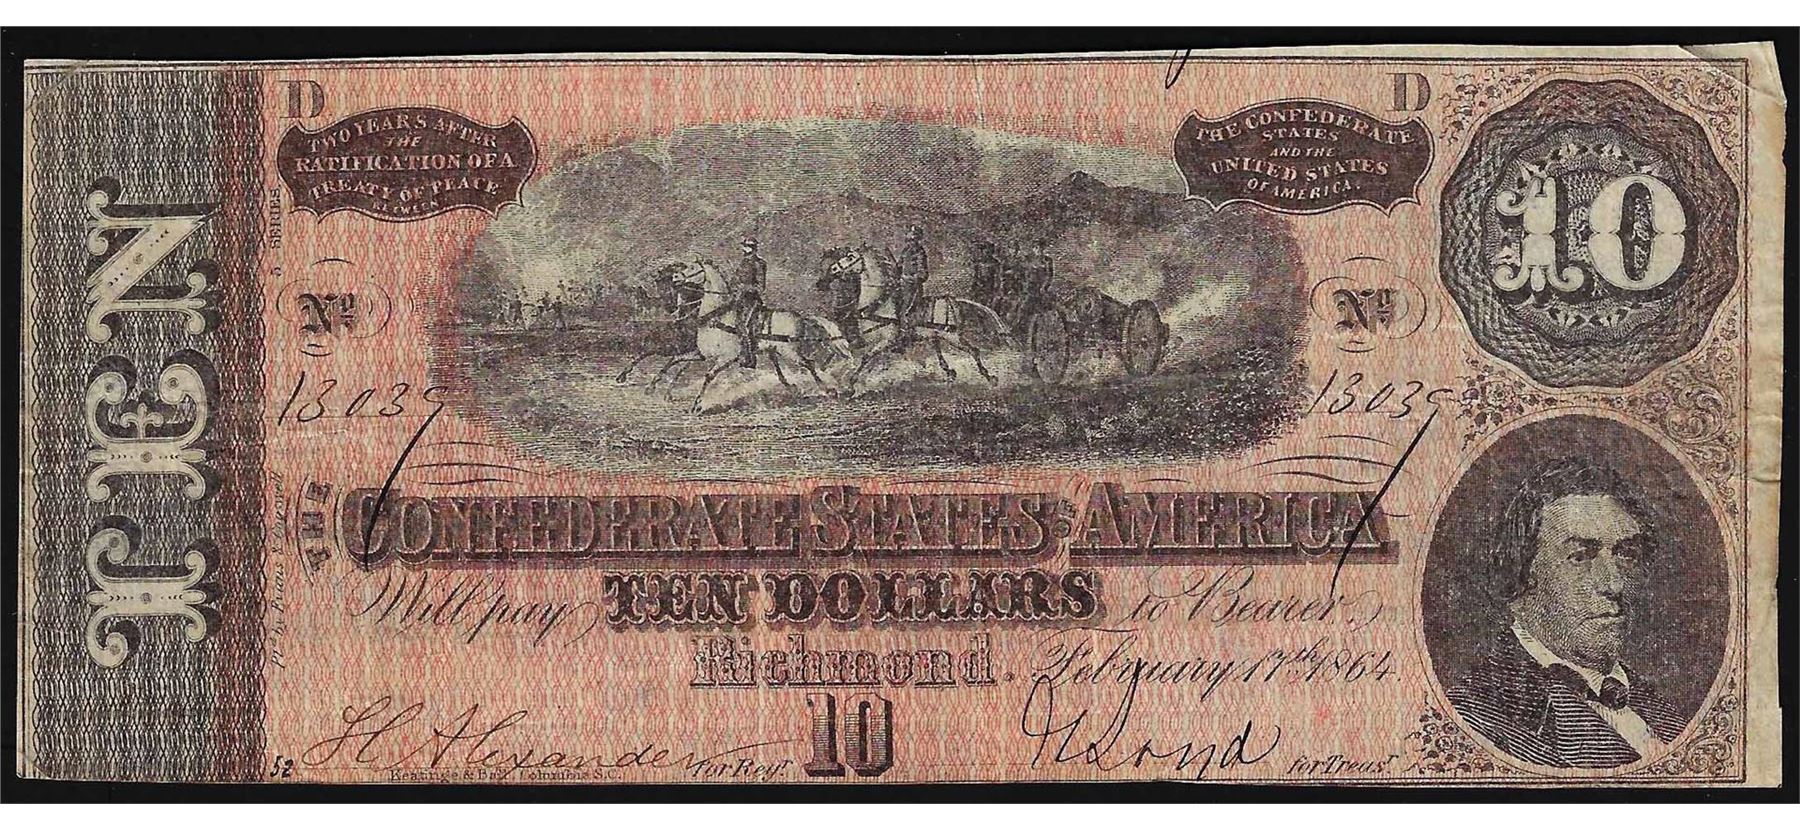 D
D
TWO YEARS AFTER
THE
RATIFICATION OF A
TREATY OF PEACE
BETWEEN
THE CONFEDERATE
STATES
AND THE
UNITED STATES
OF AMERICA.
10
TEN
5 SERIES
No
No
13039
13039
THE CONFEDERATE STATES OF AMERICA
Will pay TEN DOLLARS to Bearer
Richmond. February 17th 1864
10
52
Alexander
for Regr.
for Treasr
Keatinge & Ball, Columbia S.C.